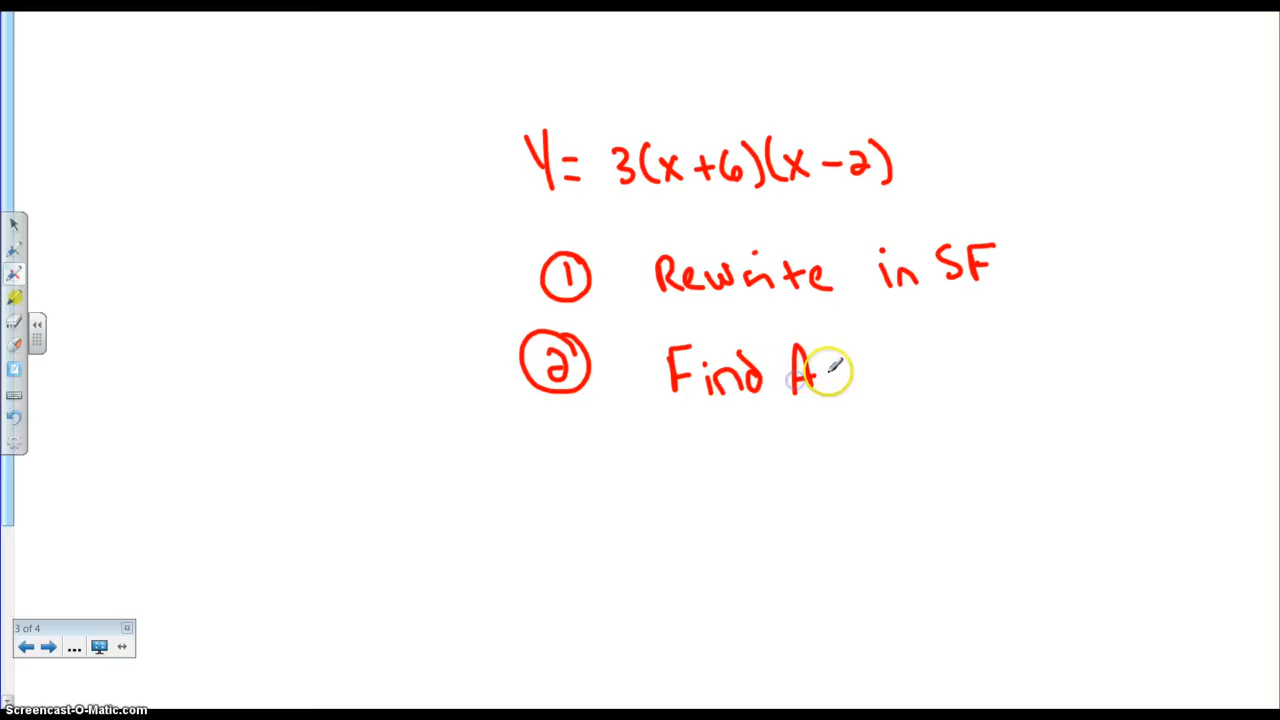 Y= 3(x+6)(x-2)
① Rewrite in SF
② Find A
3 of 4
Screencast-O-Matic.com